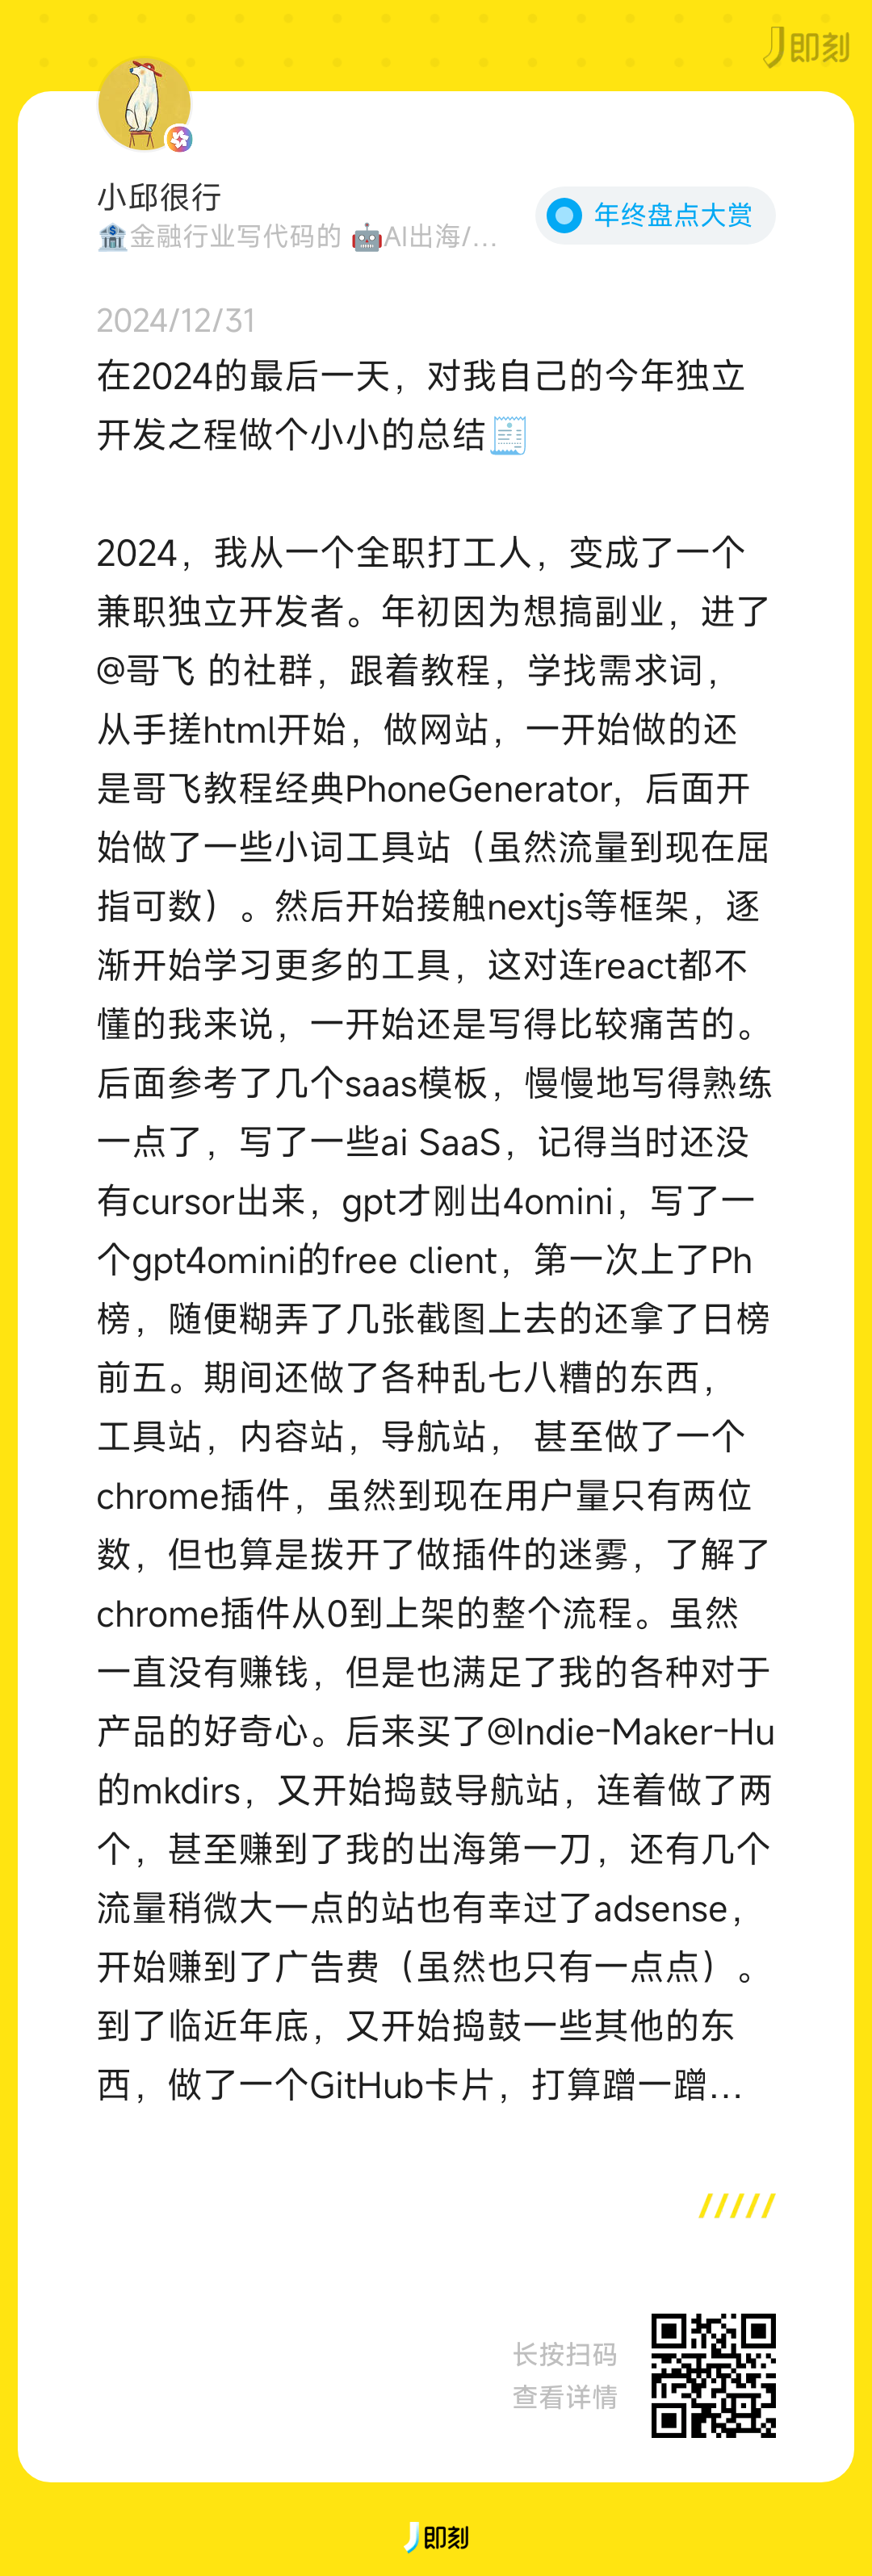 即刻
小邱很行
🏦金融行业写代码的 🤖AI出海/...
年终盘点大赏
2024/12/31
在2024的最后一天，对我自己的今年独立
开发之程做个小小的总结🧾
2024，我从一个全职打工人，变成了一个
兼职独立开发者。年初因为想搞副业，进了
@哥飞 的社群，跟着教程，学找需求词，
从手搓html开始，做网站，一开始做的还
是哥飞教程经典PhoneGenerator，后面开
始做了一些小词工具站（虽然流量到现在屈
指可数）。然后开始接触nextjs等框架，逐
渐开始学习更多的工具，这对连react都不
懂的我来说，一开始还是写得比较痛苦的。
后面参考了几个saas模板，慢慢地写得熟练
一点了，写了一些ai SaaS，记得当时还没
有cursor出来，gpt才刚出4omini，写了一
个gpt4omini的free client，第一次上了Ph
榜，随便糊弄了几张截图上去的还拿了日榜
前五。期间还做了各种乱七八糟的东西，
工具站，内容站，导航站， 甚至做了一个
chrome插件，虽然到现在用户量只有两位
数，但也算是拨开了做插件的迷雾，了解了
chrome插件从0到上架的整个流程。虽然
一直没有赚钱，但是也满足了我的各种对于
产品的好奇心。后来买了@Indie-Maker-Hu
的mkdirs，又开始捣鼓导航站，连着做了两
个，甚至赚到了我的出海第一刀，还有几个
流量稍微大一点的站也有幸过了adsense，
开始赚到了广告费（虽然也只有一点点）。
到了临近年底，又开始捣鼓一些其他的东
西，做了一个GitHub卡片，打算蹭一蹭...
长按扫码
查看详情
即刻